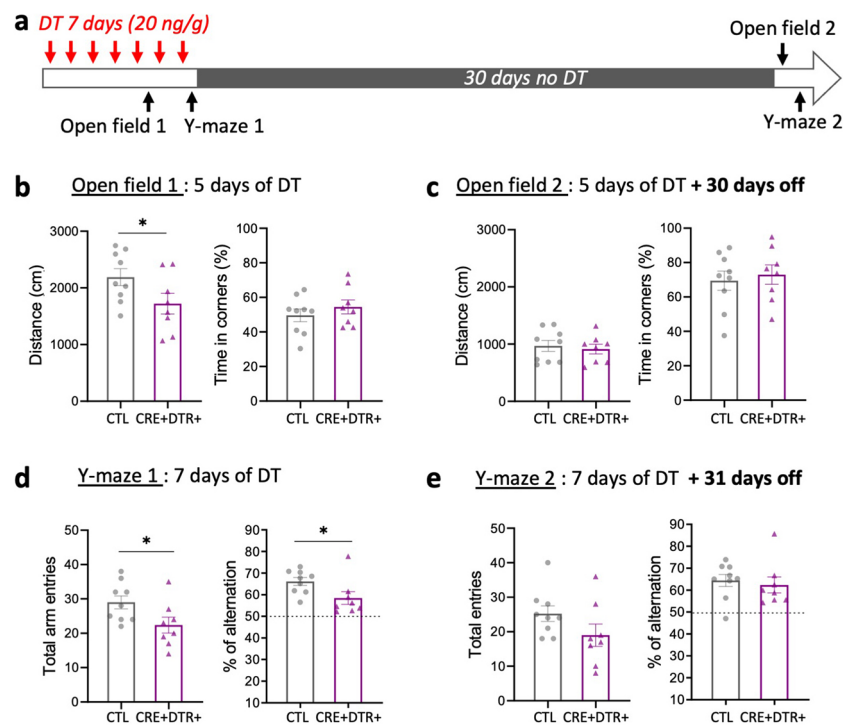 a
DT 7 days (20 ng/g)
Open field 2
30 days no DT
Open field 1
Y-maze 1
Y-maze 2
b
Open field 1 : 5 days of DT
3000
2000
1000
0
Distance (cm)
*
CTL
CRE+DTR+
100
80
60
40
20
0
Time in corners (%)
CTL
CRE+DTR+
c
Open field 2 : 5 days of DT + 30 days off
3000
2000
1000
0
Distance (cm)
CTL
CRE+DTR+
100
80
60
40
20
0
Time in corners (%)
CTL
CRE+DTR+
d
Y-maze 1 : 7 days of DT
50
40
30
20
10
0
Total arm entries
*
CTL
CRE+DTR+
90
80
70
60
50
40
30
20
10
% of alternation
*
CTL
CRE+DTR+
e
Y-maze 2 : 7 days of DT + 31 days off
50
40
30
20
10
0
Total entries
CTL
CRE+DTR+
90
80
70
60
50
40
30
20
10
% of alternation
CTL
CRE+DTR+